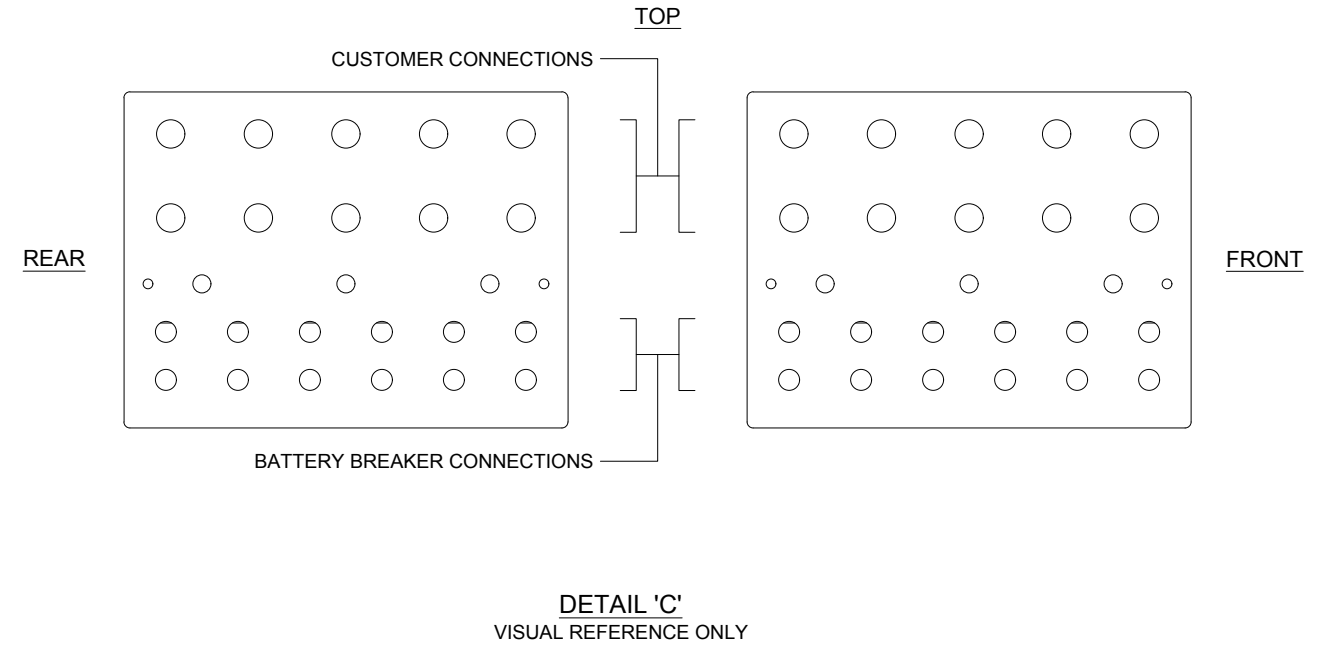 TOP
CUSTOMER CONNECTIONS
REAR
FRONT
BATTERY BREAKER CONNECTIONS
DETAIL 'C'
VISUAL REFERENCE ONLY